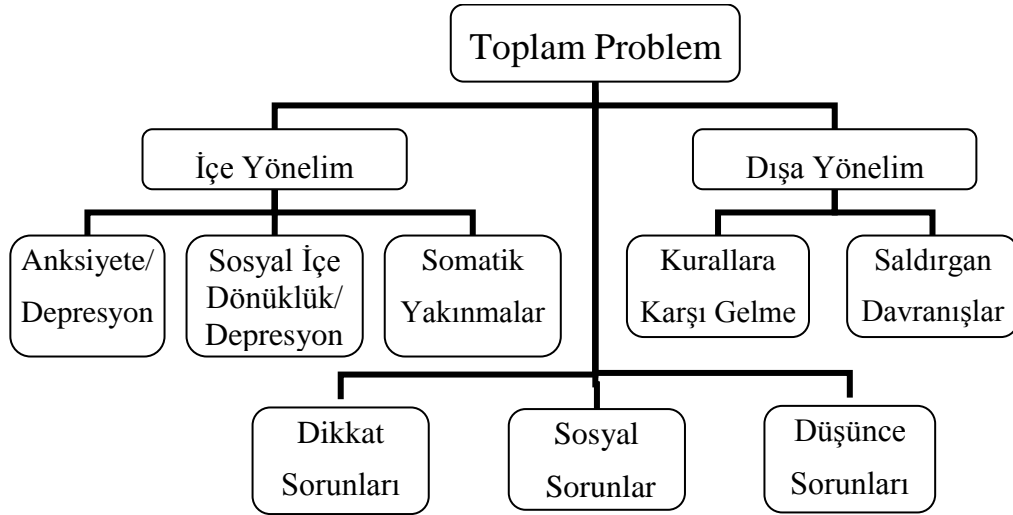 Toplam Problem
İçe Yönelim
Dışa Yönelim
Anksiyete/
Depresyon
Sosyal İçe
Dönüklük/
Depresyon
Somatik
Yakınmalar
Kurallara
Karşı Gelme
Saldırgan
Davranışlar
Dikkat
Sorunları
Sosyal
Sorunlar
Düşünce
Sorunları